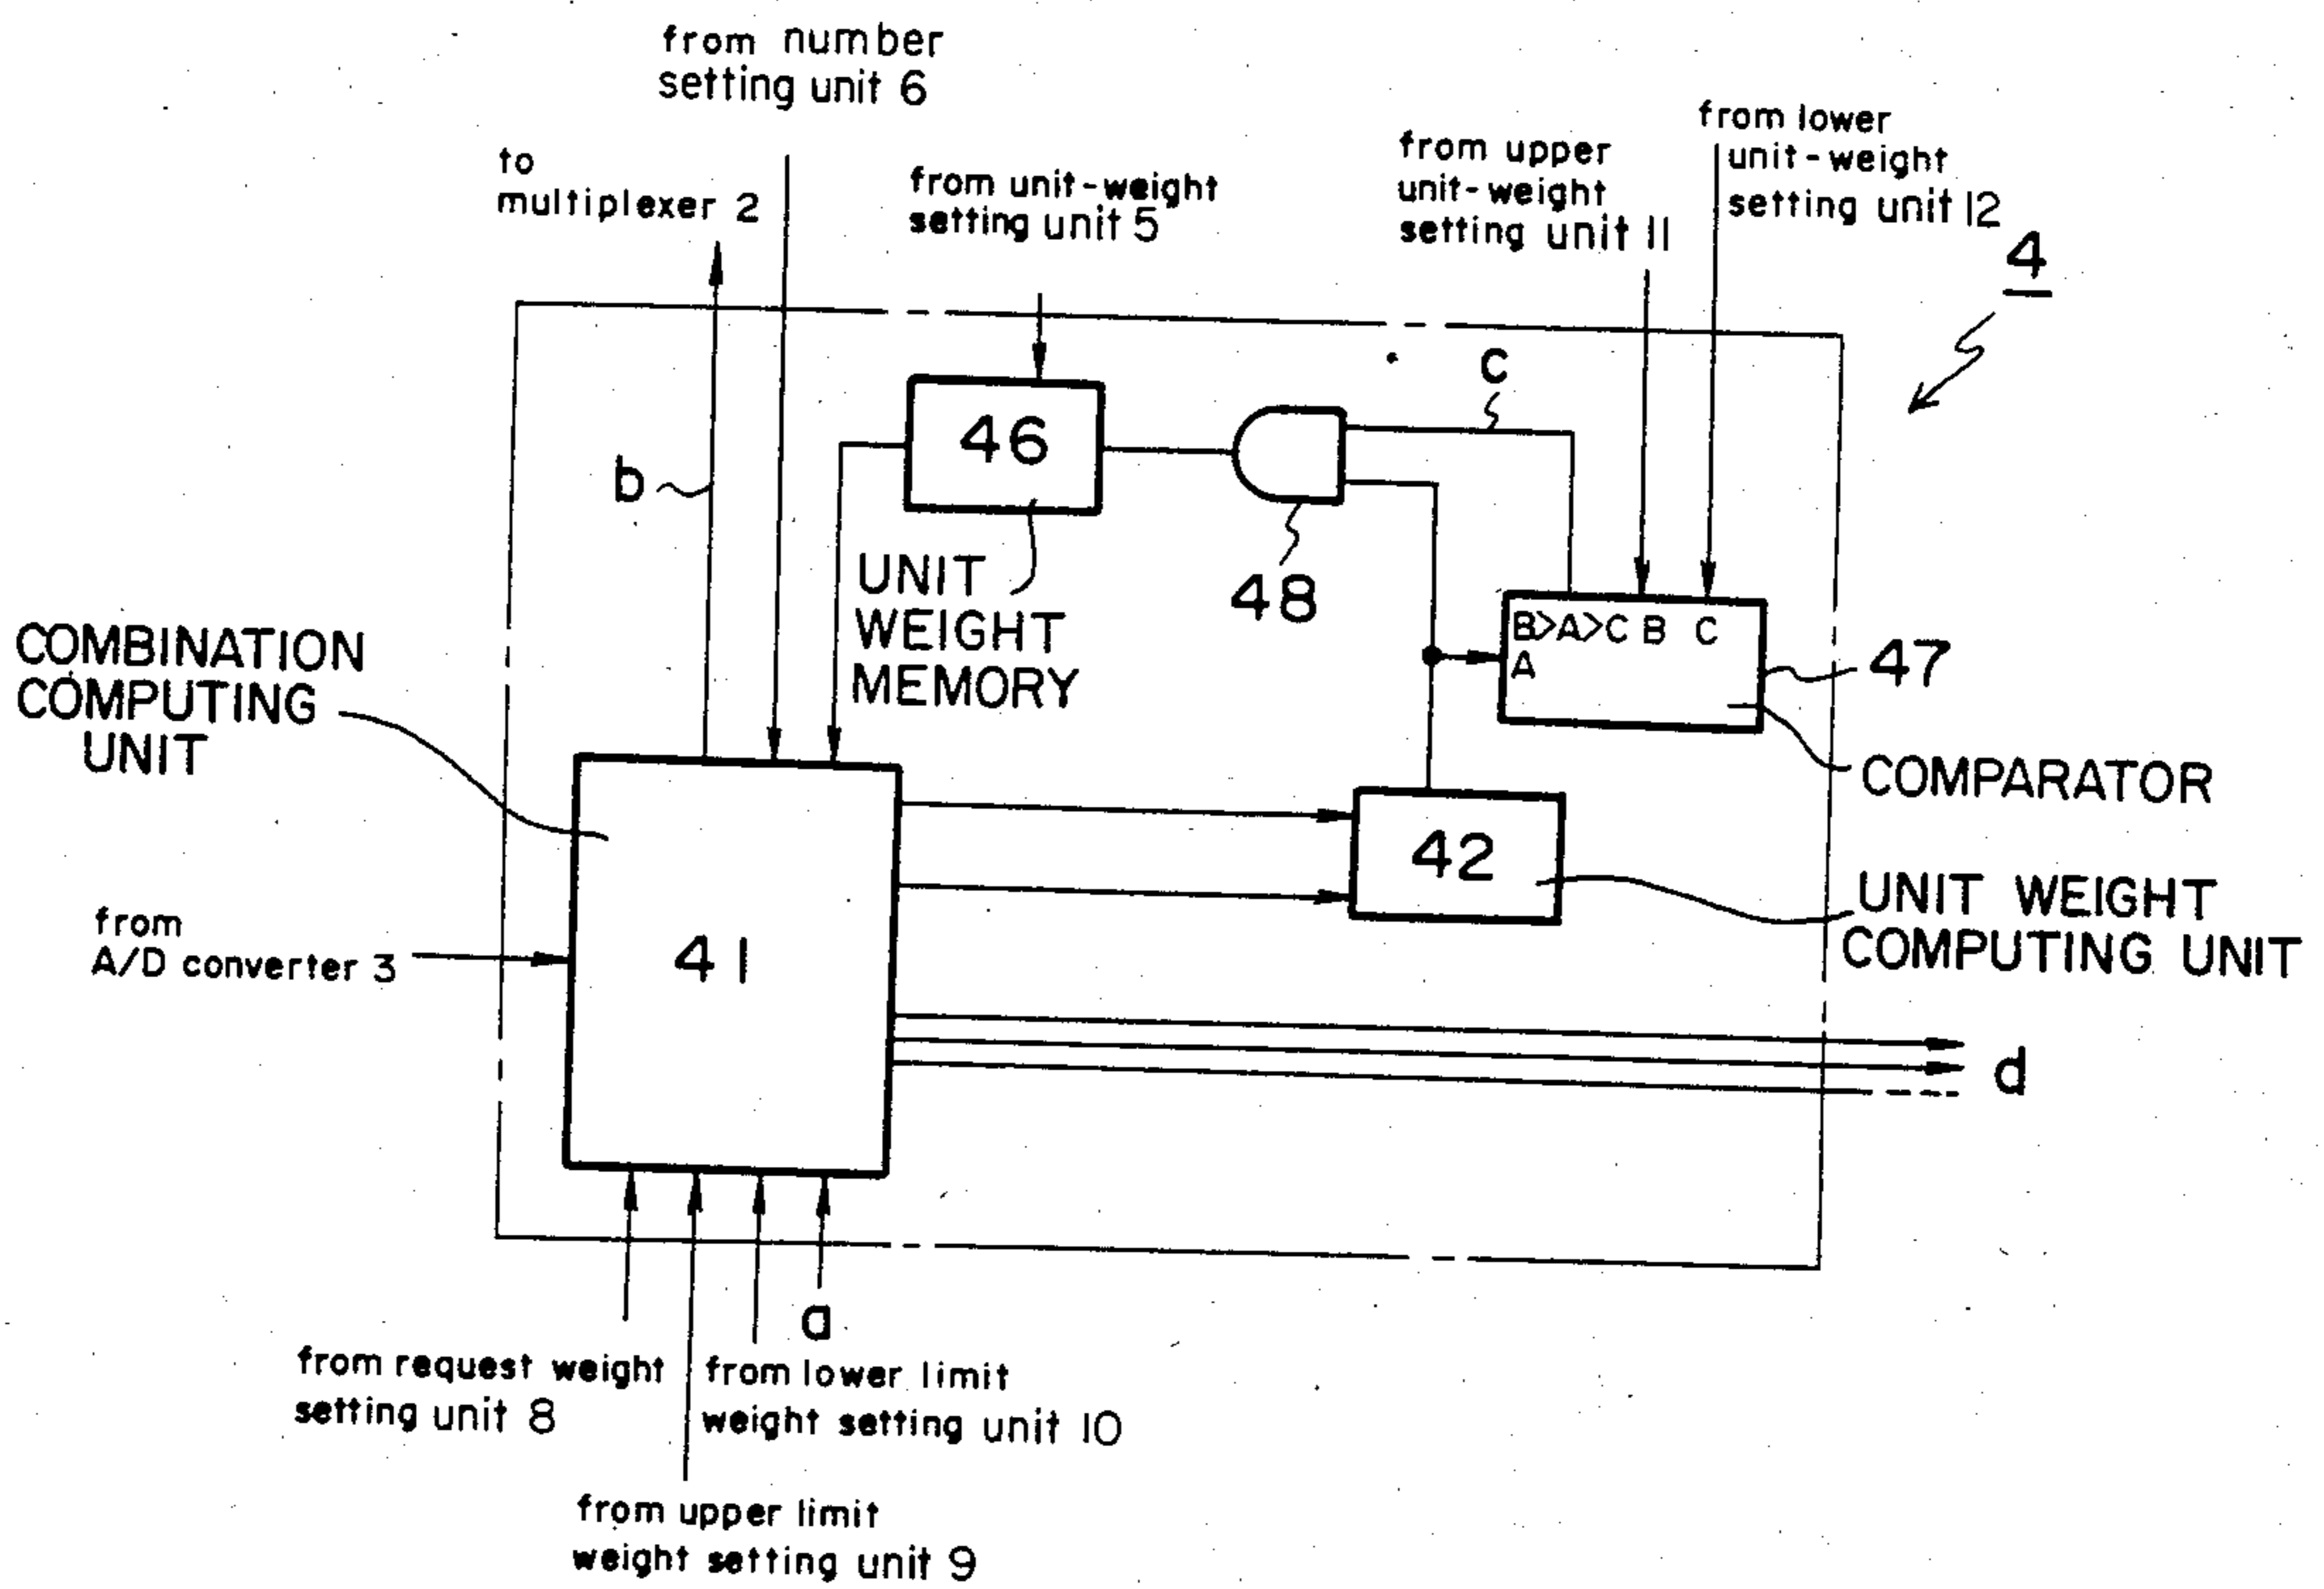 from number
setting unit 6
to
multiplexer 2
from unit-weight
setting unit 5
from upper
unit-weight
setting unit 11
from lower
unit-weight
setting unit 12
4
c
46
b
48
UNIT
WEIGHT
MEMORY
B>A>C B C
A
47
COMBINATION
COMPUTING
UNIT
COMPARATOR
42
UNIT WEIGHT
COMPUTING UNIT
from
A/D converter 3
41
d
a
from request weight
setting unit 8
from lower limit
weight setting unit 10
from upper limit
weight setting unit 9